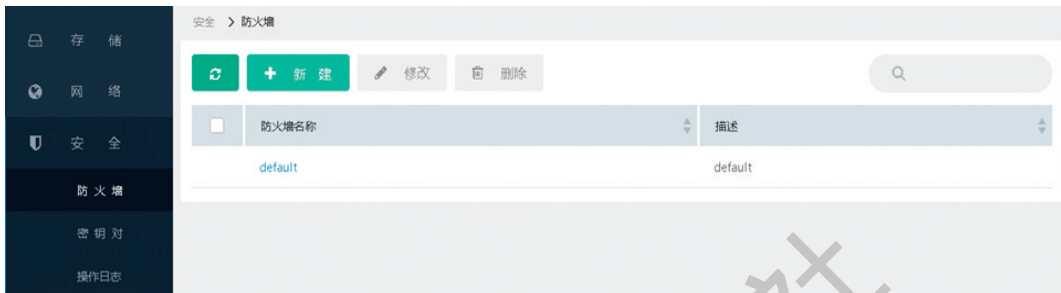 安全 > 防火墙
存 储
网 络
安 全
防 火 墙
密 钥 对
操作日志
+ 新 建
修改
删除
防火墙名称
描述
default
default
社